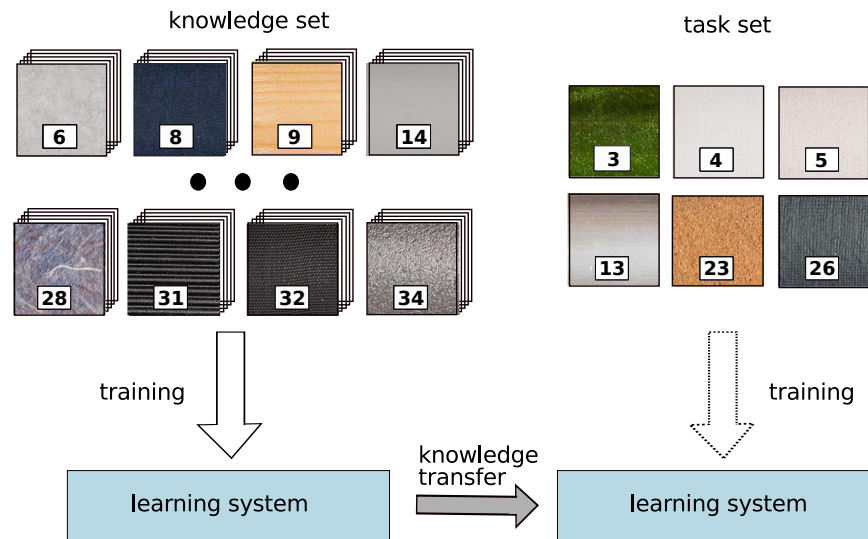 knowledge set
task set
6
8
9
14
3
4
5
28
31
32
34
13
23
26
training
training
knowledge
transfer
learning system
learning system